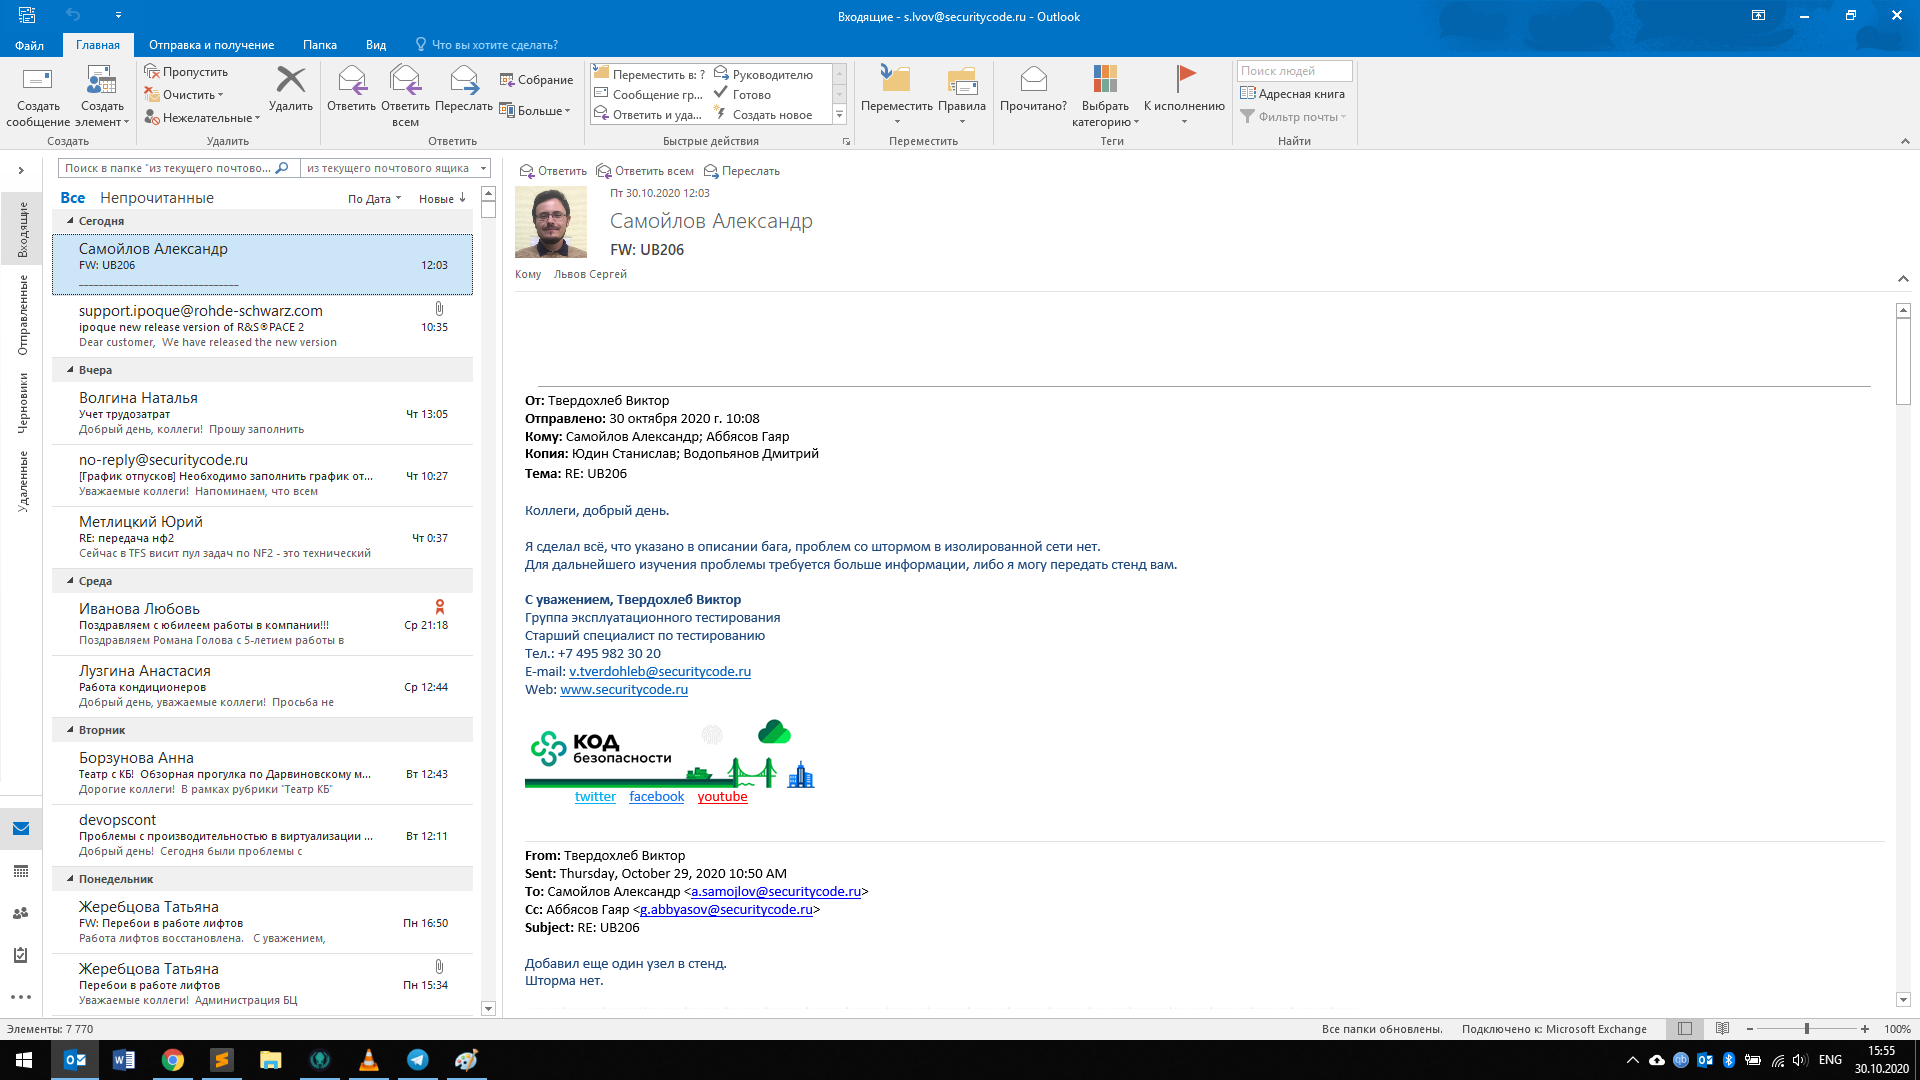 Входящие - s.lvov@securitycode.ru - Outlook
Файл
Главная
Отправка и получение
Папка
Вид
Что вы хотите сделать?
Создать сообщение
Создать элемент
Создать
Пропустить
Очистить
Нежелательные
Удалить
Удалить
Ответить
Ответить всем
Переслать
Собрание
Больше
Ответить
Переместить в: ?
Сообщение гр...
Ответить и уда...
Руководителю
Готово
Создать новое
Быстрые действия
Переместить
Правила
Переместить
Прочитано?
Выбрать категорию
К исполнению
Теги
Поиск людей
Адресная книга
Фильтр почты
Найти
Входящие
Отправленные
Черновики
Удаленные
Поиск в папке "из текущего почтово...
из текущего почтового ящика
Все
Непрочитанные
По Дата
Новые
Сегодня
Самойлов Александр
FW: UB206
12:03
________________________________
support.ipoque@rohde-schwarz.com
ipoque new release version of R&S®PACE 2
10:35
Dear customer, We have released the new version
Вчера
Волгина Наталья
Учет трудозатрат
Чт 13:05
Добрый день, коллеги! Прошу заполнить
no-reply@securitycode.ru
[График отпусков] Необходимо заполнить график от...
Чт 10:27
Уважаемые коллеги! Напоминаем, что всем
Метлицкий Юрий
RE: передача нф2
Чт 0:37
Сейчас в TFS висит пул задач по NF2 - это технический
Среда
Иванова Любовь
Поздравляем с юбилеем работы в компании!!!
Ср 21:18
Поздравляем Романа Голова с 5-летием работы в
Лузгина Анастасия
Работа кондиционеров
Ср 12:44
Добрый день, уважаемые коллеги! Просьба не
Вторник
Борзунова Анна
Театр с КБ! Обзорная прогулка по Дарвиновскому м...
Вт 12:43
Дорогие коллеги! В рамках рубрики "Театр КБ"
devopscont
Проблемы с производительностью в виртуализации ...
Вт 12:11
Добрый день! Сегодня были проблемы с
Понедельник
Жеребцова Татьяна
FW: Перебои в работе лифтов
Пн 16:50
Работа лифтов восстановлена. С уважением,
Жеребцова Татьяна
Перебои в работе лифтов
Пн 15:34
Уважаемые коллеги! Администрация БЦ
Ответить
Ответить всем
Переслать
Пт 30.10.2020 12:03
Самойлов Александр
FW: UB206
Кому Львов Сергей
От: Твердохлеб Виктор
Отправлено: 30 октября 2020 г. 10:08
Кому: Самойлов Александр; Аббясов Гаяр
Копия: Юдин Станислав; Водопьянов Дмитрий
Тема: RE: UB206
Коллеги, добрый день.
Я сделал всё, что указано в описании бага, проблем со штормом в изолированной сети нет.
Для дальнейшего изучения проблемы требуется больше информации, либо я могу передать стенд вам.
С уважением, Твердохлеб Виктор
Группа эксплуатационного тестирования
Старший специалист по тестированию
Тел.: +7 495 982 30 20
E-mail: v.tverdohleb@securitycode.ru
Web: www.securitycode.ru
КОД
безопасности
twitter facebook youtube
From: Твердохлеб Виктор
Sent: Thursday, October 29, 2020 10:50 AM
To: Самойлов Александр <a.samojlov@securitycode.ru>
Cc: Аббясов Гаяр <g.abbyasov@securitycode.ru>
Subject: RE: UB206
Добавил еще один узел в стенд.
Шторма нет.
Элементы: 7 770
Все папки обновлены.
Подключено к: Microsoft Exchange
100%
ENG
15:55
30.10.2020